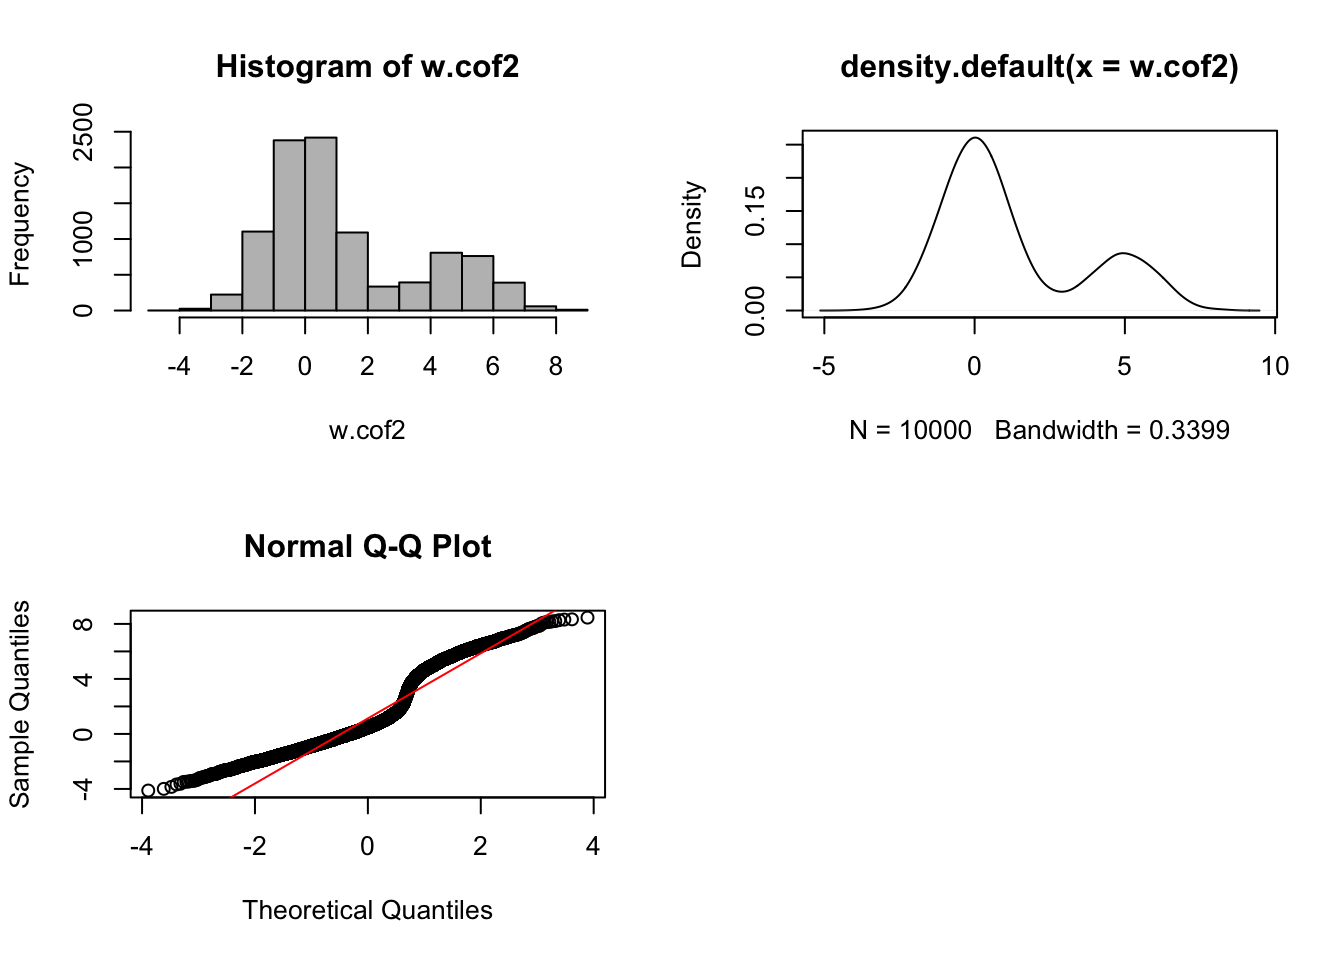 Histogram of w.cof2
Frequency
2500
1000
0
-4 -2 0 2 4 6 8
w.cof2
density.default(x = w.cof2)
Density
0.15
0.00
-5 0 5 10
N = 10000 Bandwidth = 0.3399
Normal Q-Q Plot
Sample Quantiles
8
4
0
-4
-4 -2 0 2 4
Theoretical Quantiles